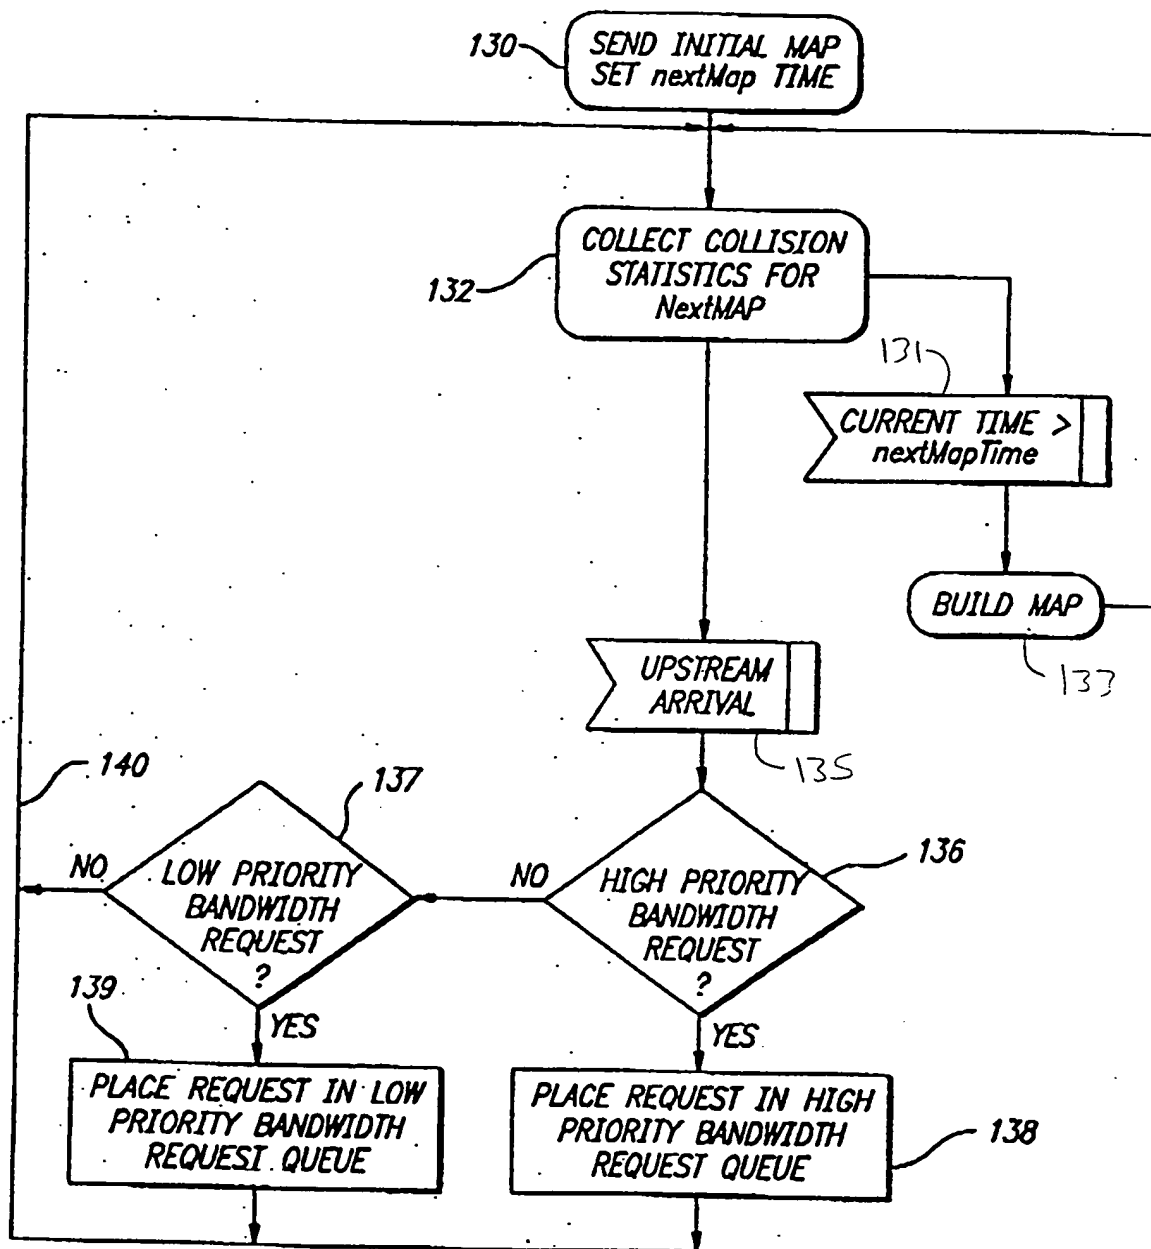 130
SEND INITIAL MAP
SET nextMap TIME
132
COLLECT COLLISION
STATISTICS FOR
NextMAP
131
CURRENT TIME >
nextMapTime
BUILD MAP
133
UPSTREAM
ARRIVAL
135
140
137
136
NO
LOW PRIORITY
BANDWIDTH
REQUEST
?
NO
HIGH PRIORITY
BANDWIDTH
REQUEST
?
139
YES
YES
PLACE REQUEST IN LOW
PRIORITY BANDWIDTH
REQUEST QUEUE
PLACE REQUEST IN HIGH
PRIORITY BANDWIDTH
REQUEST QUEUE
138